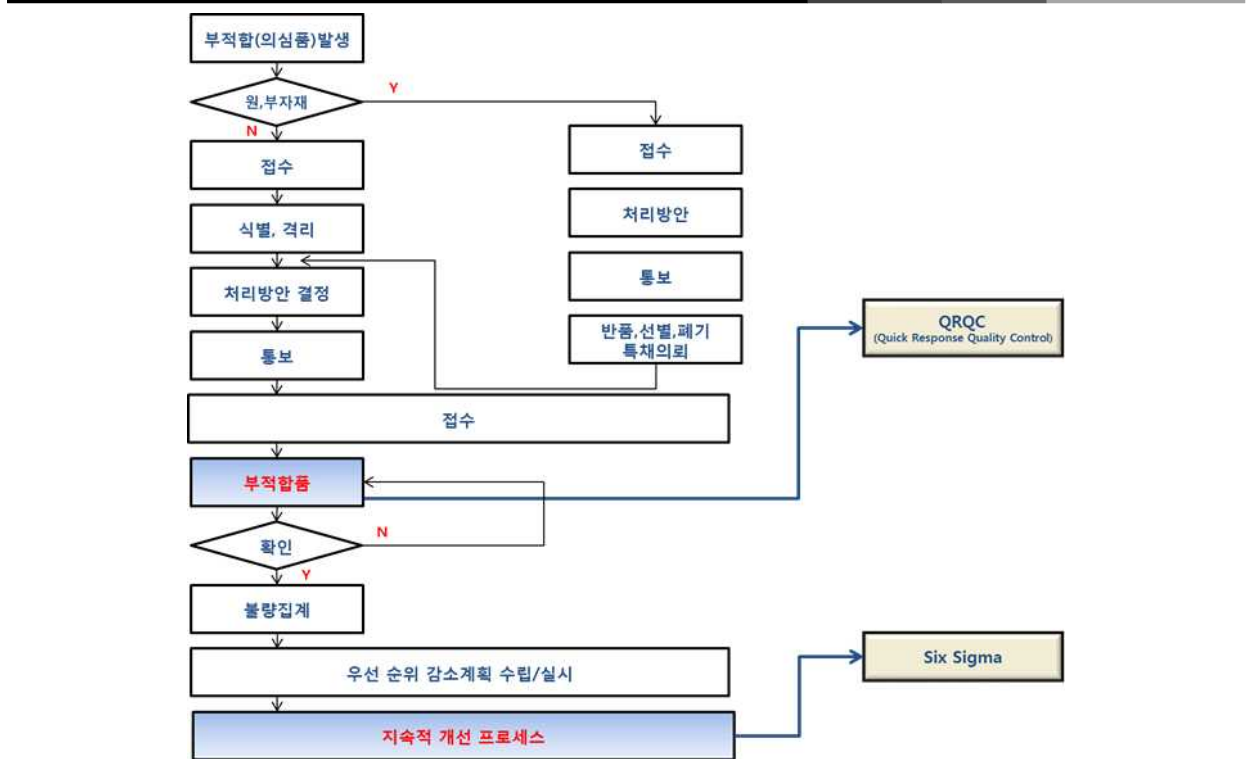 부적합(의심품)발생
원,부자재
Y
N
접수
식별, 격리
처리방안 결정
통보
접수
처리방안
통보
반품,선별,폐기
특채의뢰
접수
부적합품
확인
N
Y
불량집계
우선 순위 감소계획 수립/실시
지속적 개선 프로세스
QRQC
(Quick Response Quality Control)
Six Sigma